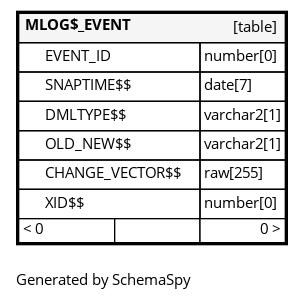 MLOG$_EVENT [table]
EVENT_ID number[0]
SNAPTIME$$ date[7]
DMLTYPE$$ varchar2[1]
OLD_NEW$$ varchar2[1]
CHANGE_VECTOR$$ raw[255]
XID$$ number[0]
< 0 0 >
Generated by SchemaSpy